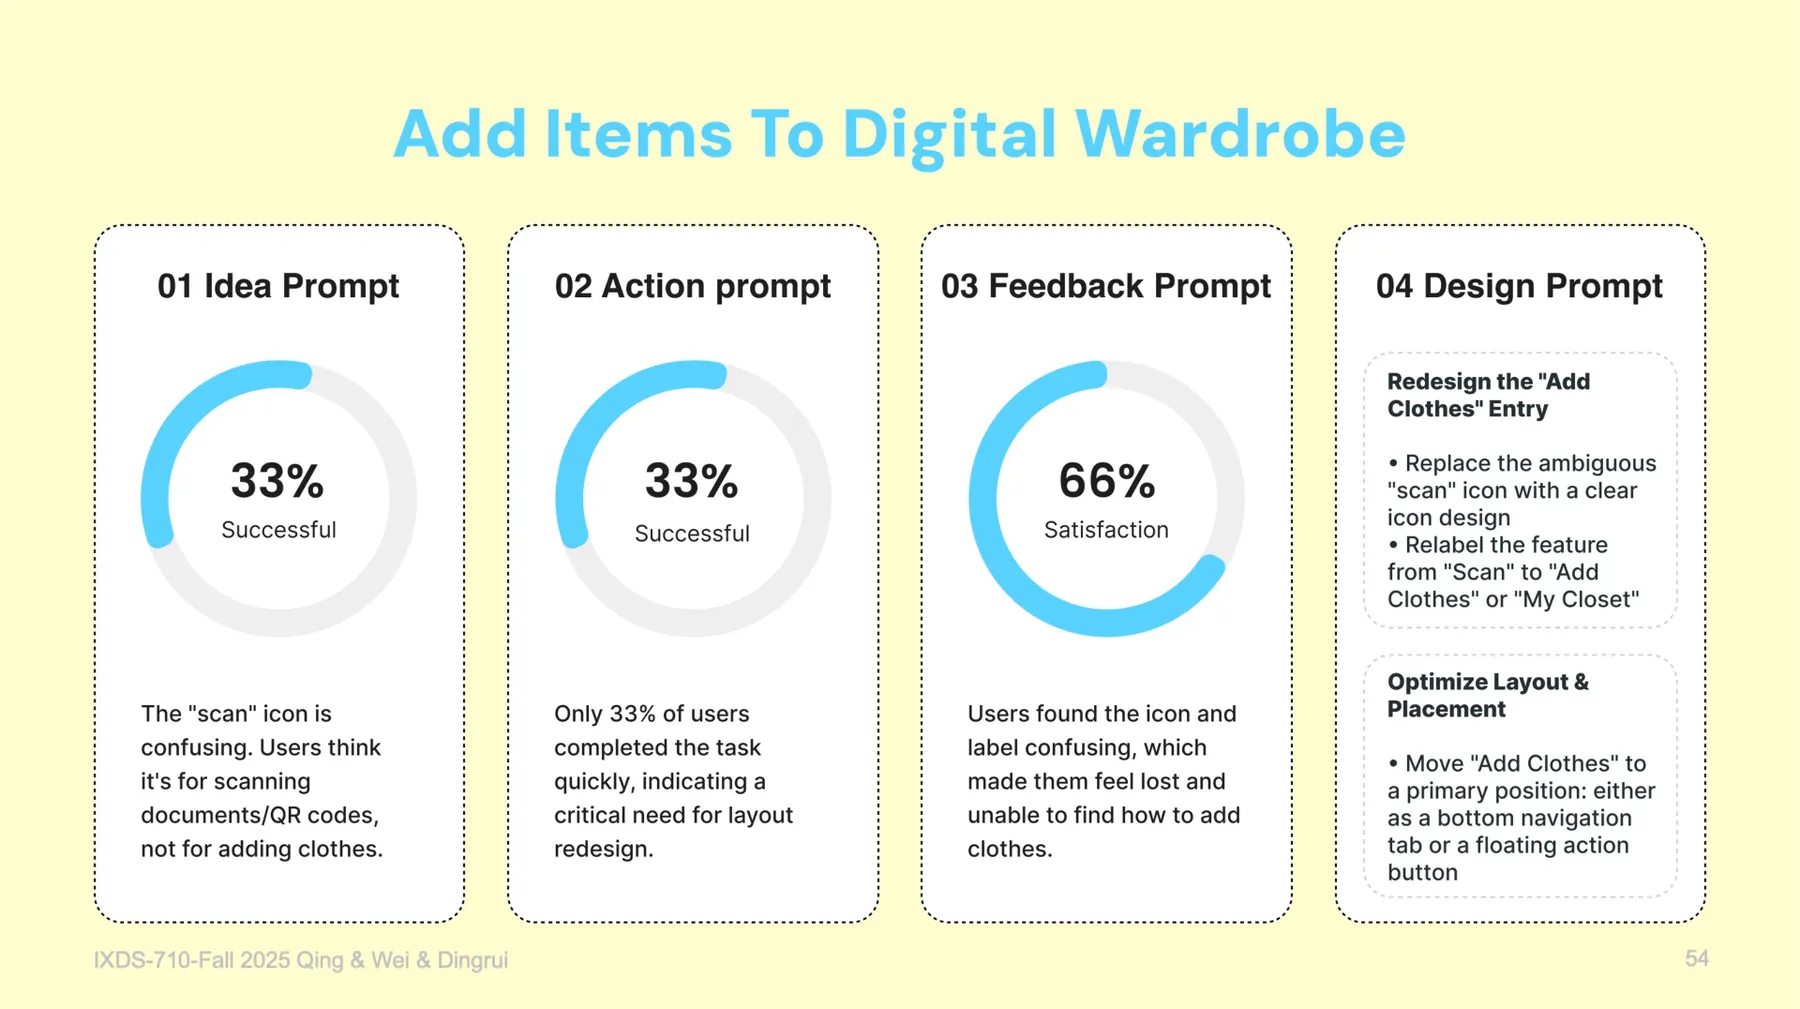 Add Items To Digital Wardrobe
01 Idea Prompt
33%
Successful
The "scan" icon is
confusing. Users think
it's for scanning
documents/QR codes,
not for adding clothes.
02 Action prompt
33%
Successful
Only 33% of users
completed the task
quickly, indicating a
critical need for layout
redesign.
03 Feedback Prompt
66%
Satisfaction
Users found the icon and
label confusing, which
made them feel lost and
unable to find how to add
clothes.
04 Design Prompt
Redesign the "Add
Clothes" Entry
• Replace the ambiguous
"scan" icon with a clear
icon design
• Relabel the feature
from "Scan" to "Add
Clothes" or "My Closet"
Optimize Layout &
Placement
• Move "Add Clothes" to
a primary position: either
as a bottom navigation
tab or a floating action
button
IXDS-710-Fall 2025 Qing & Wei & Dingrui
54